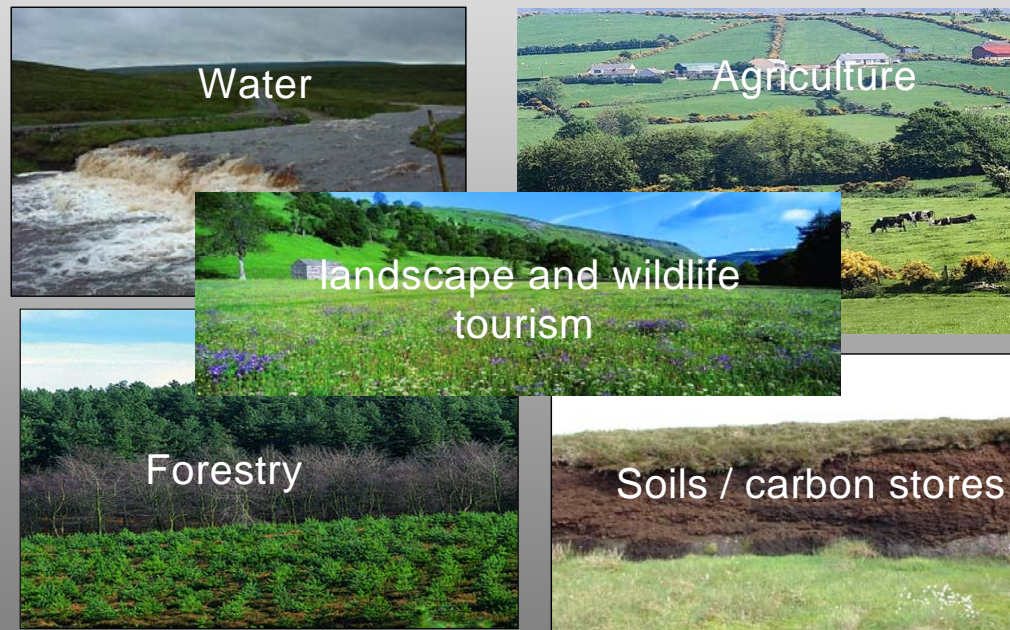 Water
Agriculture
landscape and wildlife
tourism
Forestry
Soils / carbon stores